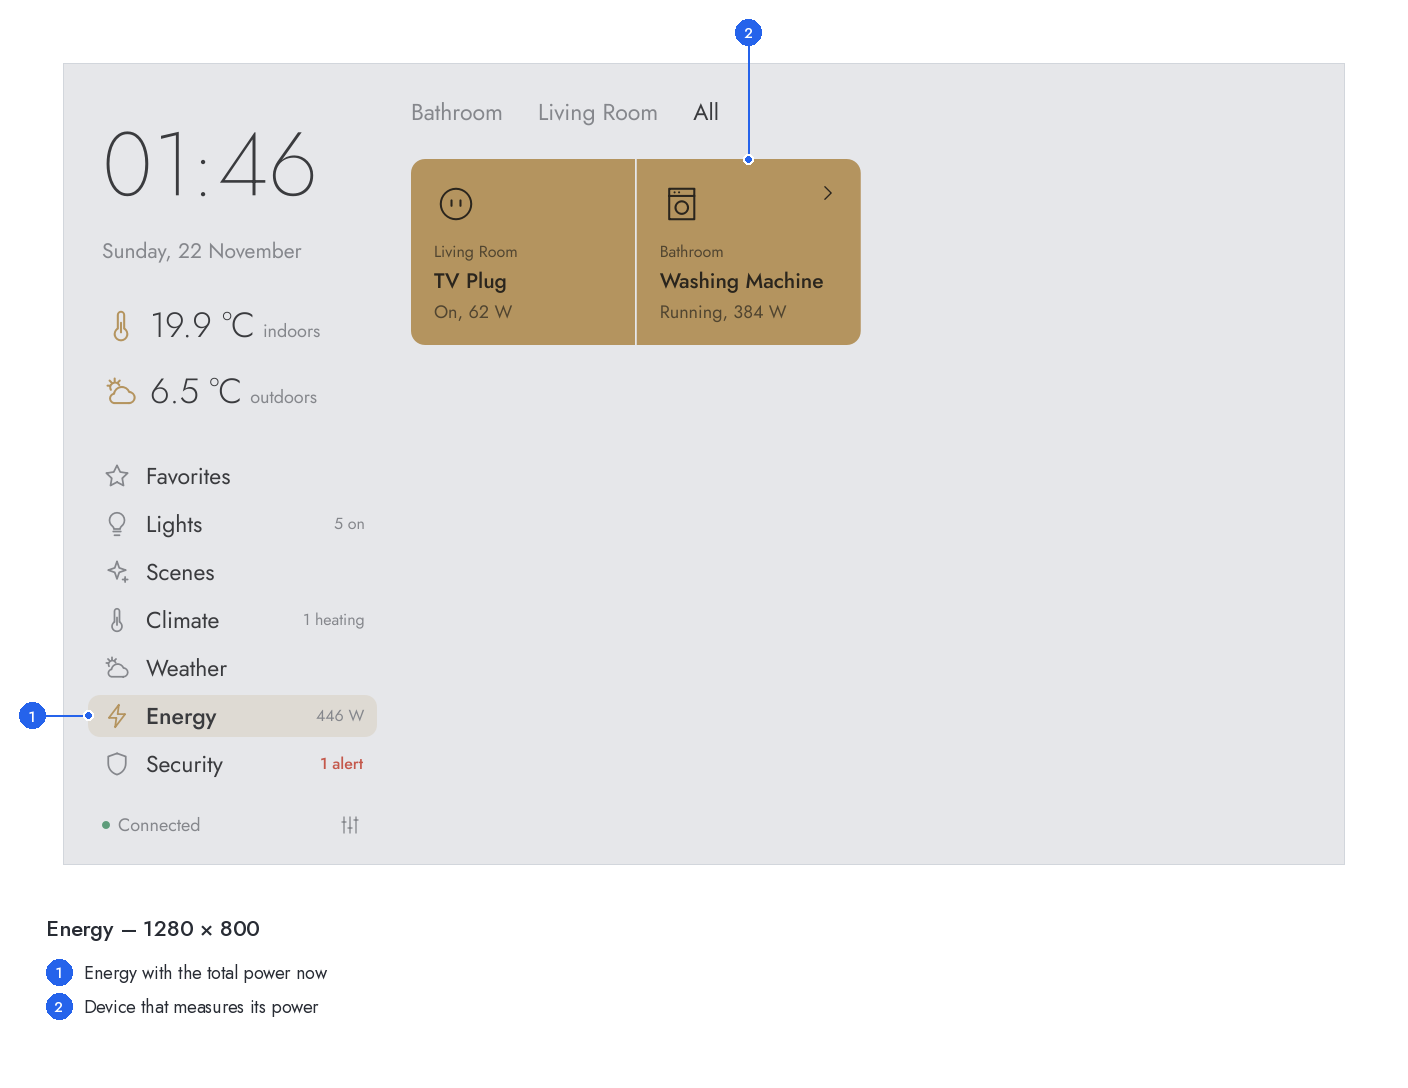 2
Bathroom Living Room All
01:46
Sunday, 22 November
19.9 °C indoors
6.5 °C outdoors
Living Room
TV Plug
On, 62 W
Bathroom
Washing Machine
Running, 384 W
Favorites
Lights 5 on
Scenes
Climate 1 heating
Weather
1
Energy 446 W
Security 1 alert
Connected
Energy – 1280 × 800
1 Energy with the total power now
2 Device that measures its power